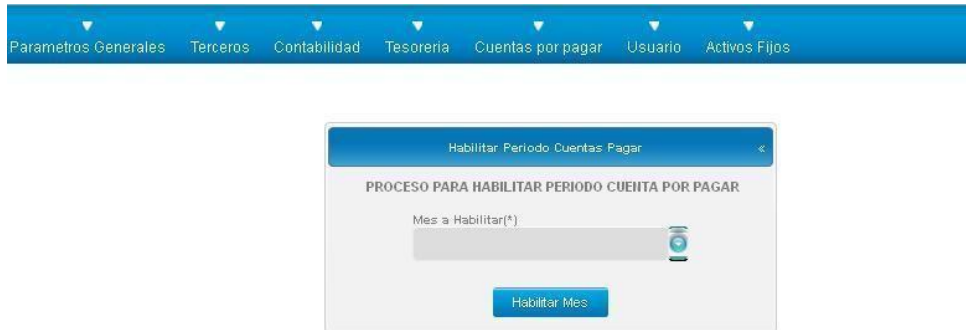 Parametros Generales Terceros Contabilidad Tesoreria Cuentas por pagar Usuario Activos Fijos
Habilitar Periodo Cuentas Pagar «
PROCESO PARA HABILITAR PERIODO CUENTA POR PAGAR
Mes a Habilitar(*)
Habilitar Mes